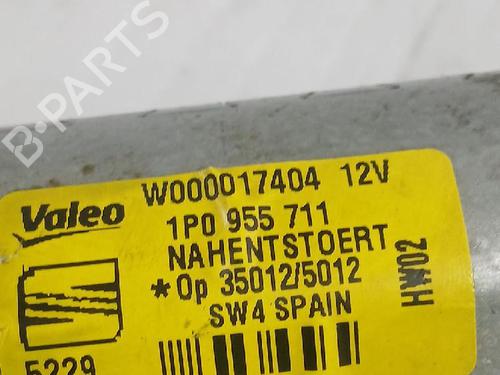 W000017404 12V
Valeo
1P0 955 711
NAHENTSTOERT
*Op 35012/5012
SW4 SPAIN
HW02
5229
B-PARTS